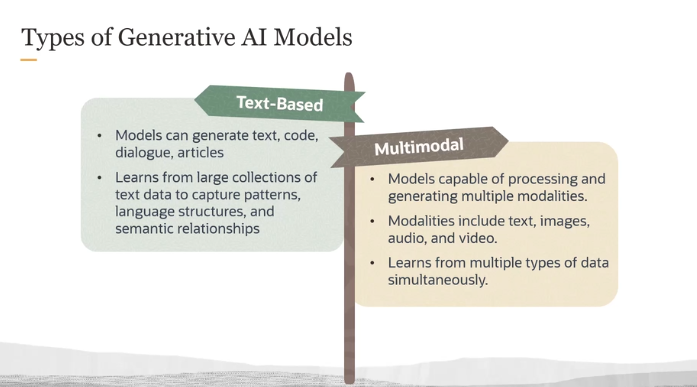 Types of Generative AI Models
Text-Based
• Models can generate text, code,
dialogue, articles
• Learns from large collections of
text data to capture patterns,
language structures, and
semantic relationships
Multimodal
• Models capable of processing and
generating multiple modalities.
• Modalities include text, images,
audio, and video.
• Learns from multiple types of data
simultaneously.